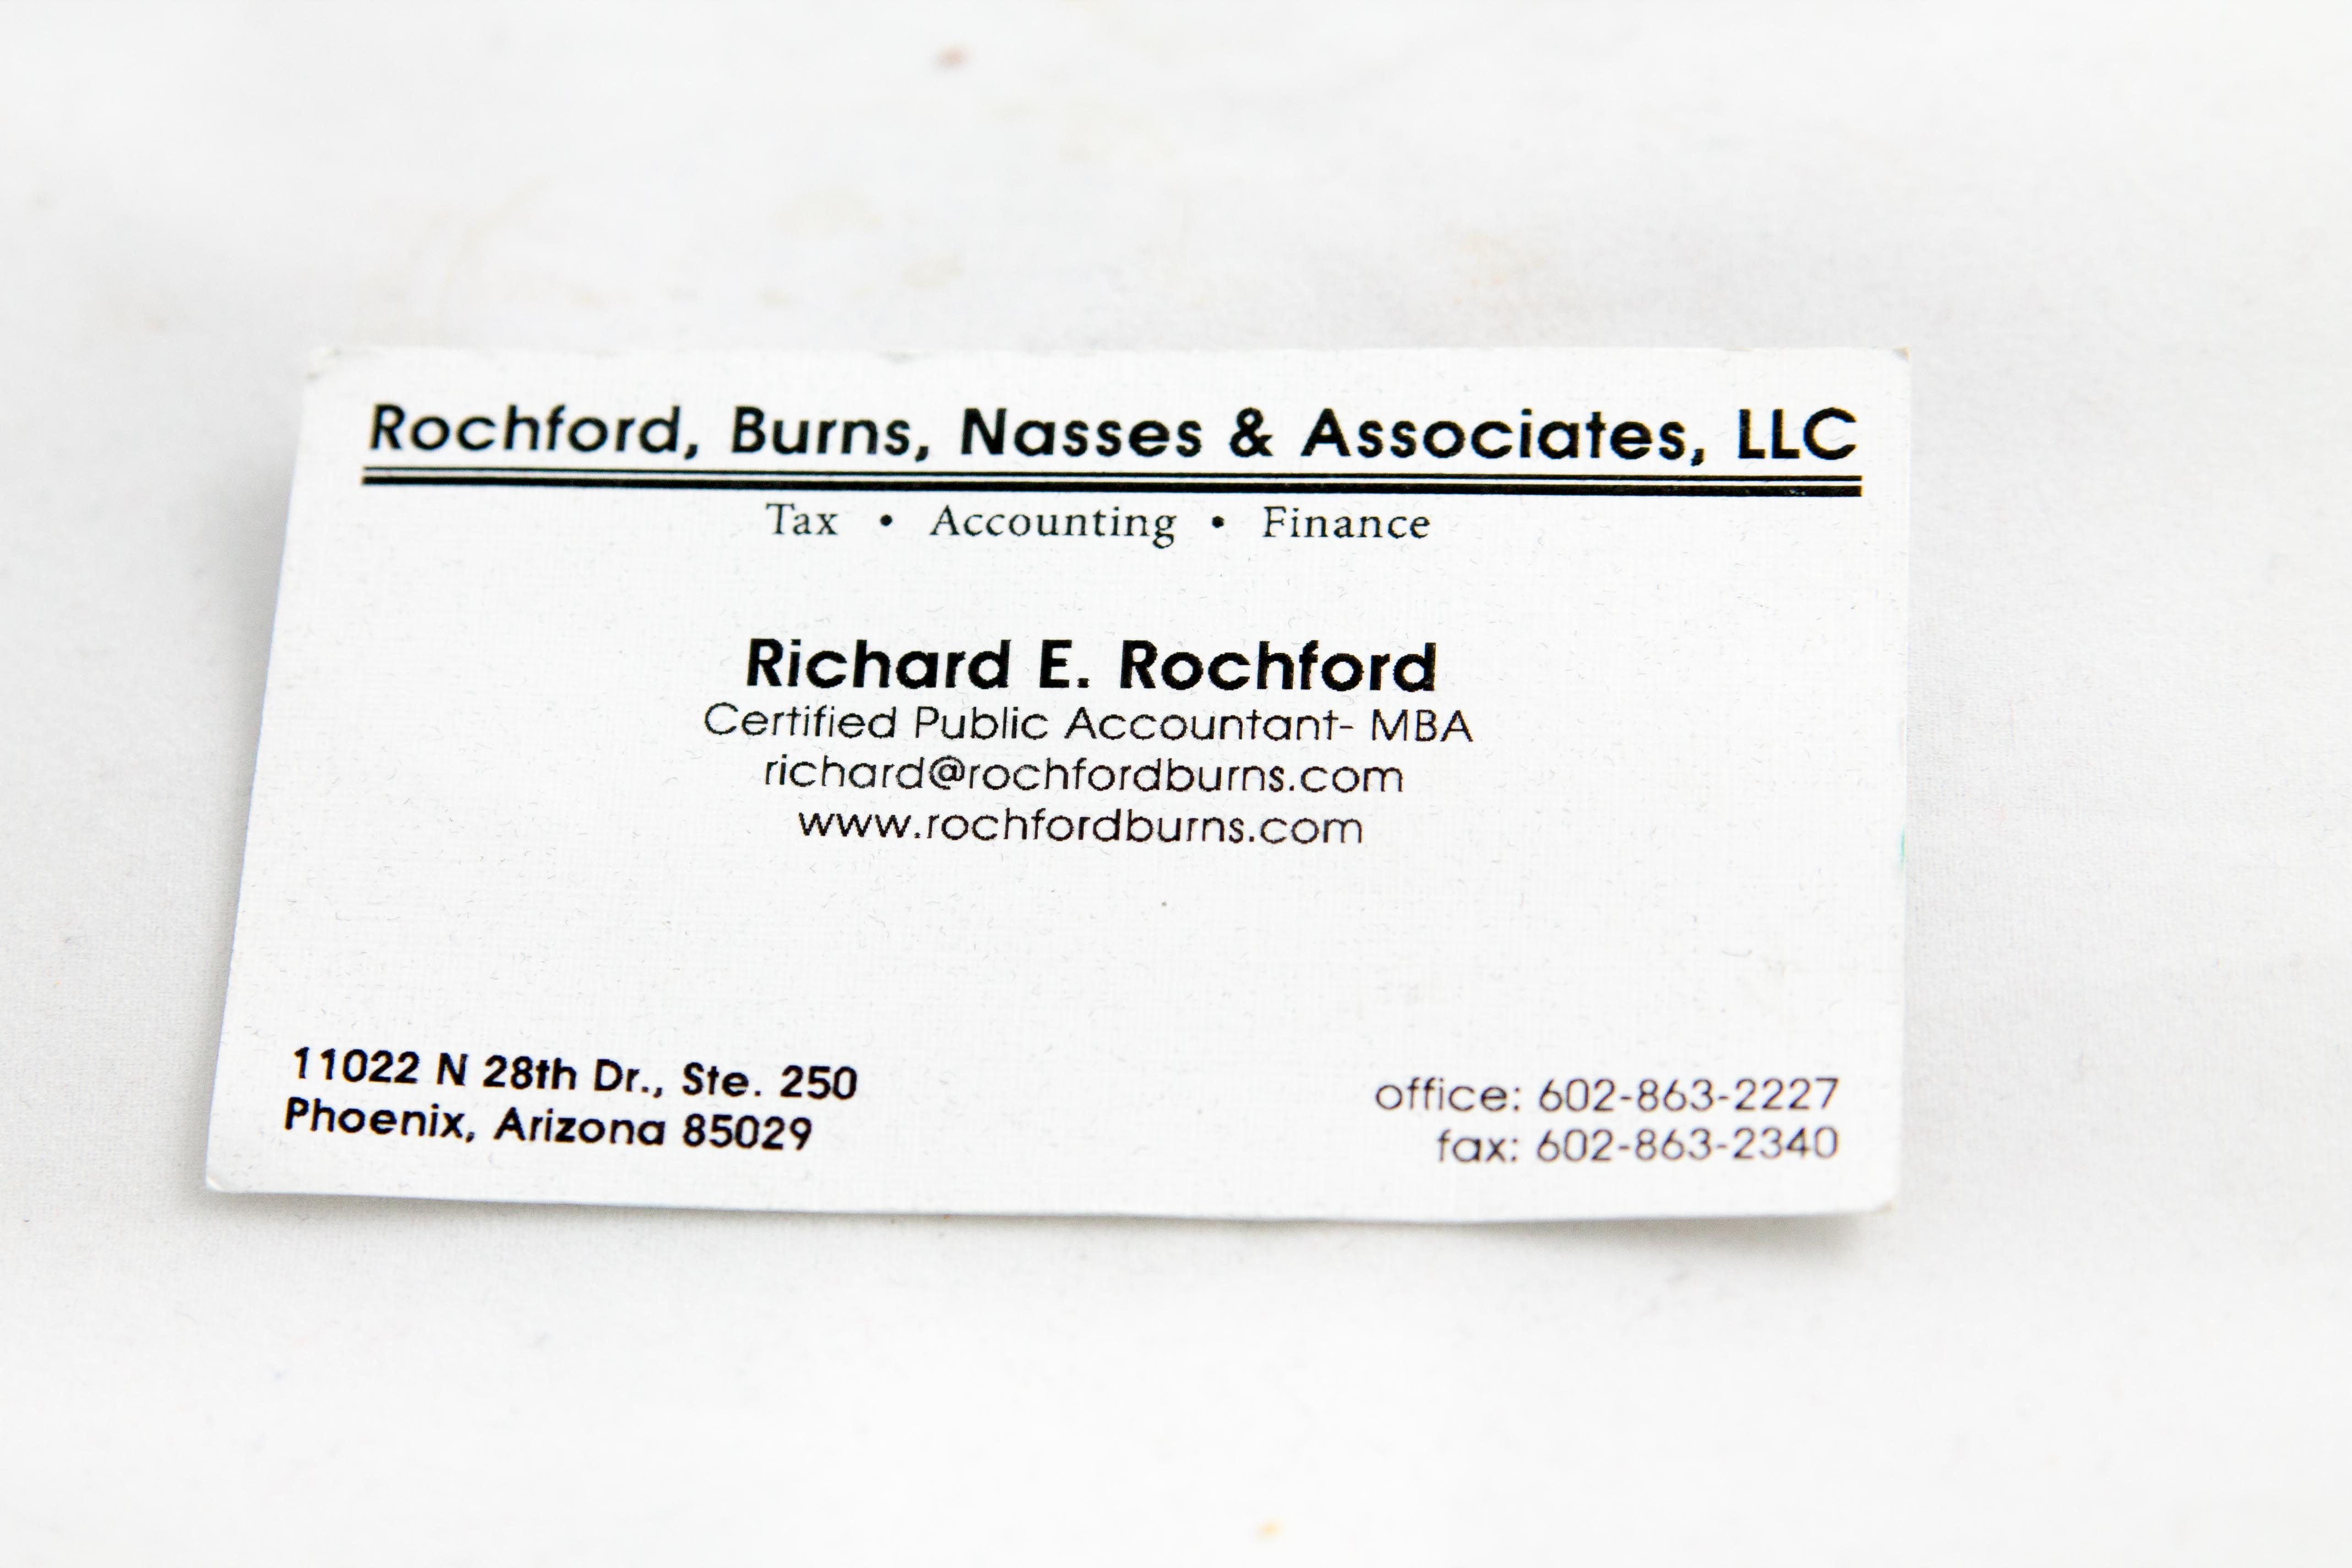 Rochford, Burns, Nasses & Associates, LLC
Tax • Accounting • Finance
Richard E. Rochford
Certified Public Accountant- MBA
richard@rochfordburns.com
www.rochfordburns.com
11022 N 28th Dr., Ste. 250
Phoenix, Arizona 85029
office: 602-863-2227
fax: 602-863-2340